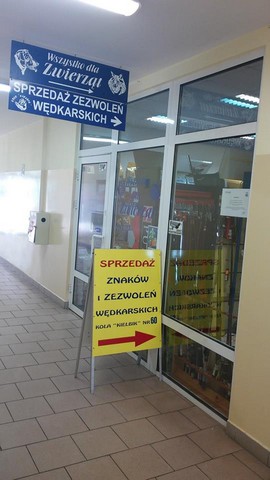 Wszystko dla
Zwierząt
SPRZEDAŻ ZEZWOLEŃ
WĘDKARSKICH
SPRZEDAŻ
ZNAKÓW
I ZEZWOLEŃ
WĘDKARSKICH
KOŁA "KIEŁBIK" NR 60